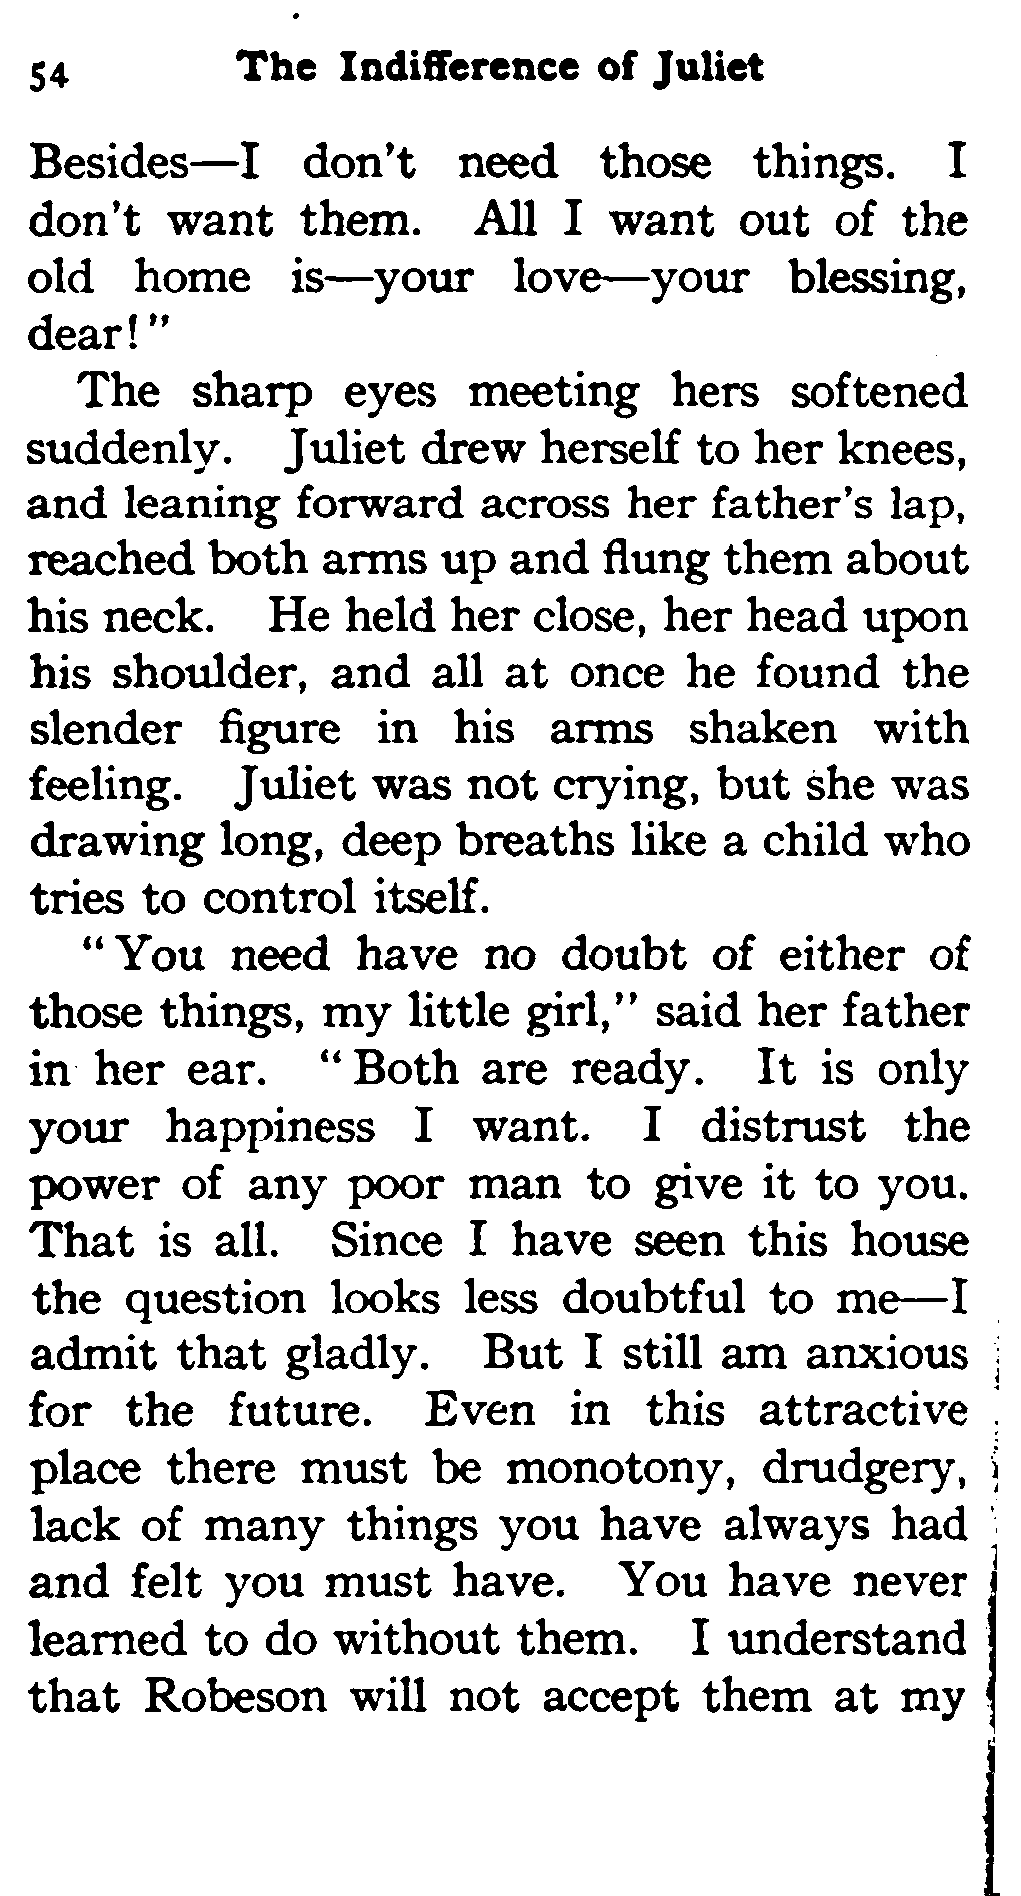 54 The Indifference of Juliet
Besides—I don't need those things. I
don't want them. All I want out of the
old home is—your love—your blessing,
dear!"
The sharp eyes meeting hers softened
suddenly. Juliet drew herself to her knees,
and leaning forward across her father's lap,
reached both arms up and flung them about
his neck. He held her close, her head upon
his shoulder, and all at once he found the
slender figure in his arms shaken with
feeling. Juliet was not crying, but she was
drawing long, deep breaths like a child who
tries to control itself.
"You need have no doubt of either of
those things, my little girl," said her father
in her ear. "Both are ready. It is only
your happiness I want. I distrust the
power of any poor man to give it to you.
That is all. Since I have seen this house
the question looks less doubtful to me—I
admit that gladly. But I still am anxious
for the future. Even in this attractive
place there must be monotony, drudgery,
lack of many things you have always had
and felt you must have. You have never
learned to do without them. I understand
that Robeson will not accept them at my